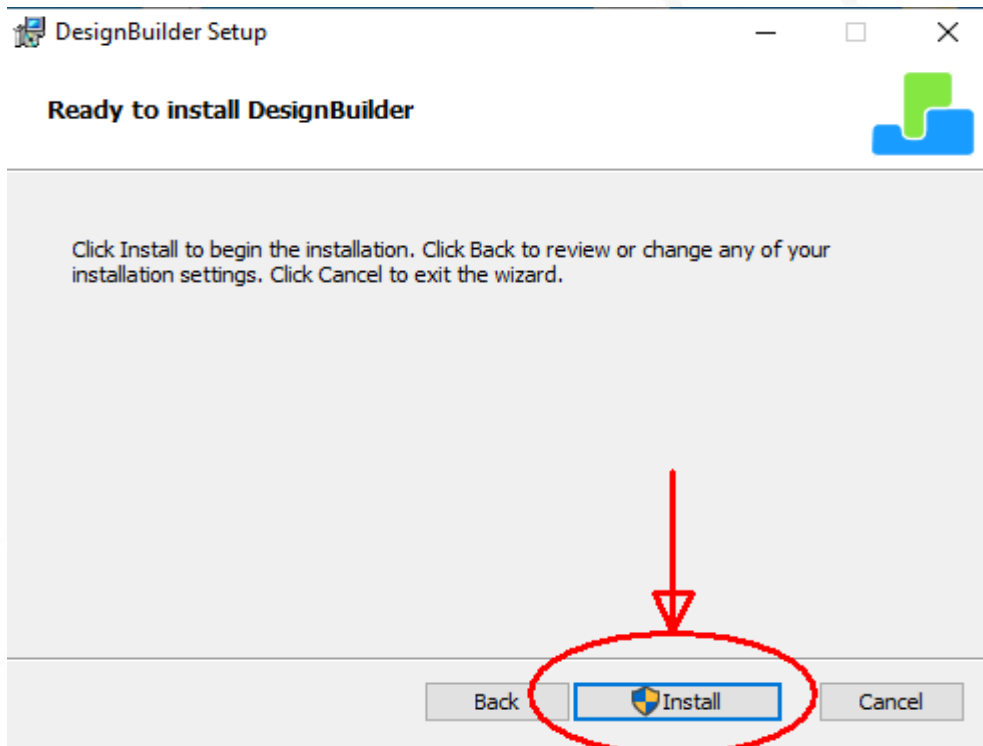 DesignBuilder Setup
Ready to install DesignBuilder
Click Install to begin the installation. Click Back to review or change any of your
installation settings. Click Cancel to exit the wizard.
Back Install Cancel